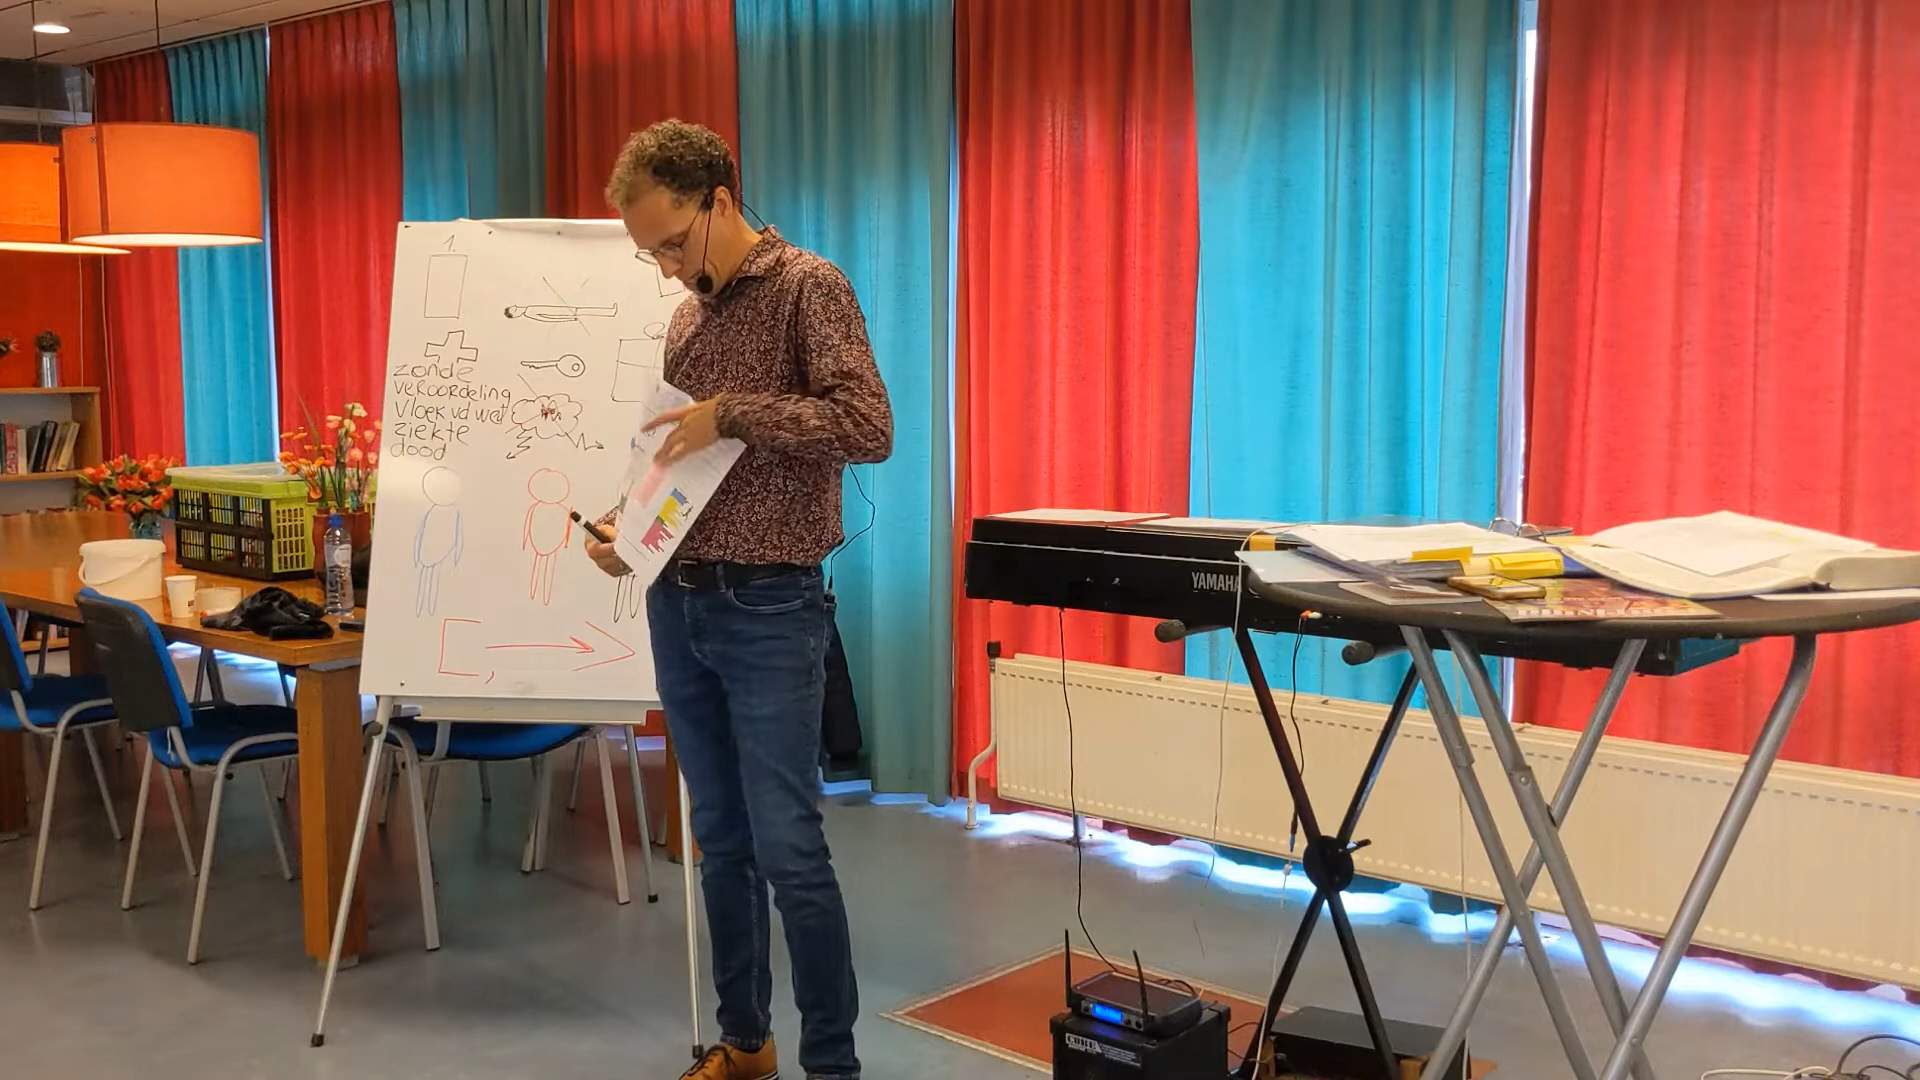 1.
zonde
veroordeling
vloek vd wet
ziekte
dood
YAMAHA